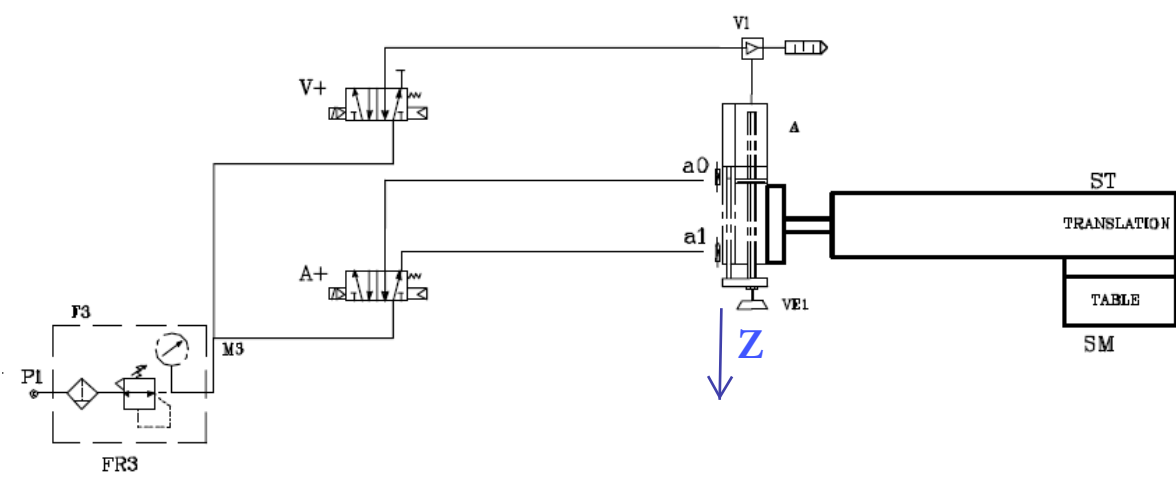 V1
V+
A
a0
ST
TRANSLATION
a1
A+
TABLE
VE1
F3
Z
M3
SM
P1
FR3